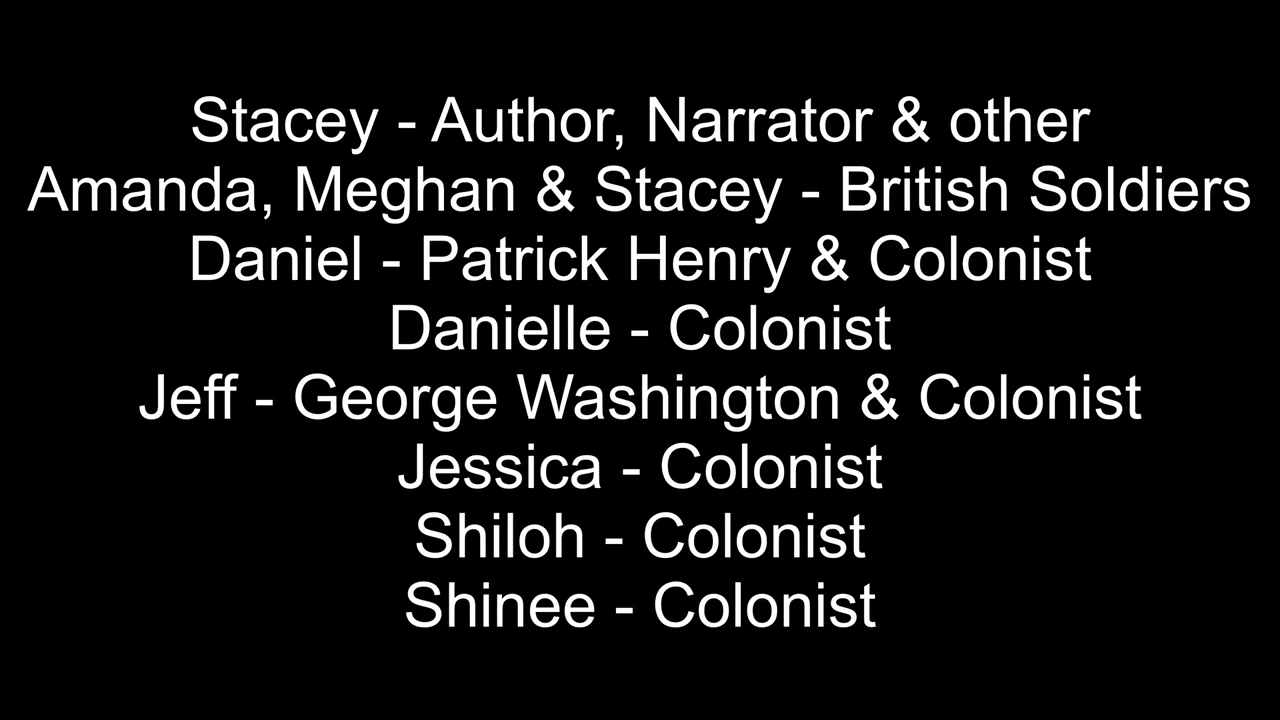 Stacey - Author, Narrator & other
Amanda, Meghan & Stacey - British Soldiers
Daniel - Patrick Henry & Colonist
Danielle - Colonist
Jeff - George Washington & Colonist
Jessica - Colonist
Shiloh - Colonist
Shinee - Colonist